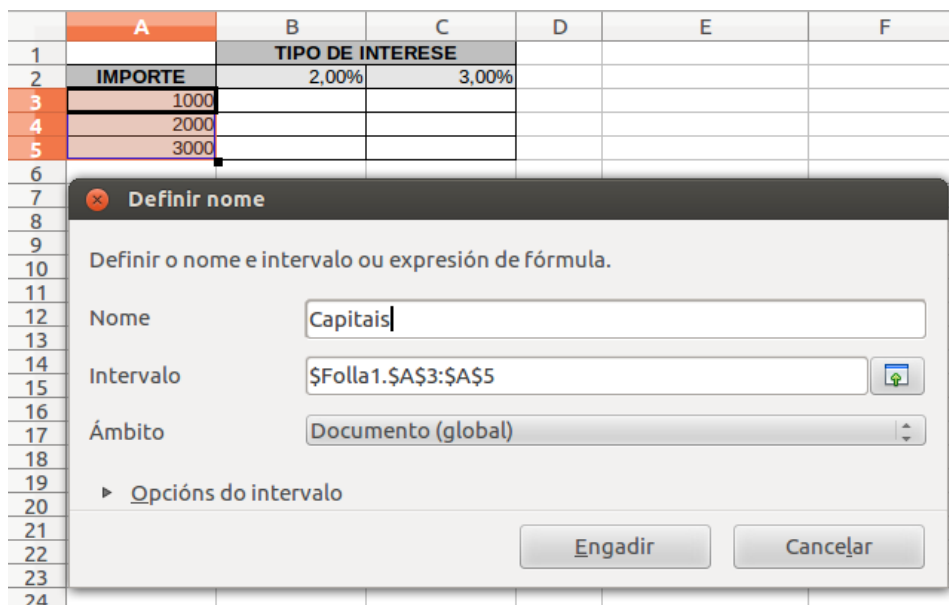 A B C D E F
1 TIPO DE INTERESE
2 IMPORTE 2,00% 3,00%
3 1000
4 2000
5 3000
6
7
8
9
10
11
12
13
14
15
16
17
18
19
20
21
22
23
24
Definir nome
Definir o nome e intervalo ou expresión de fórmula.
Nome Capitais
Intervalo $Folla1.$A$3:$A$5
Ámbito Documento (global)
Opcións do intervalo
Engadir Cancelar